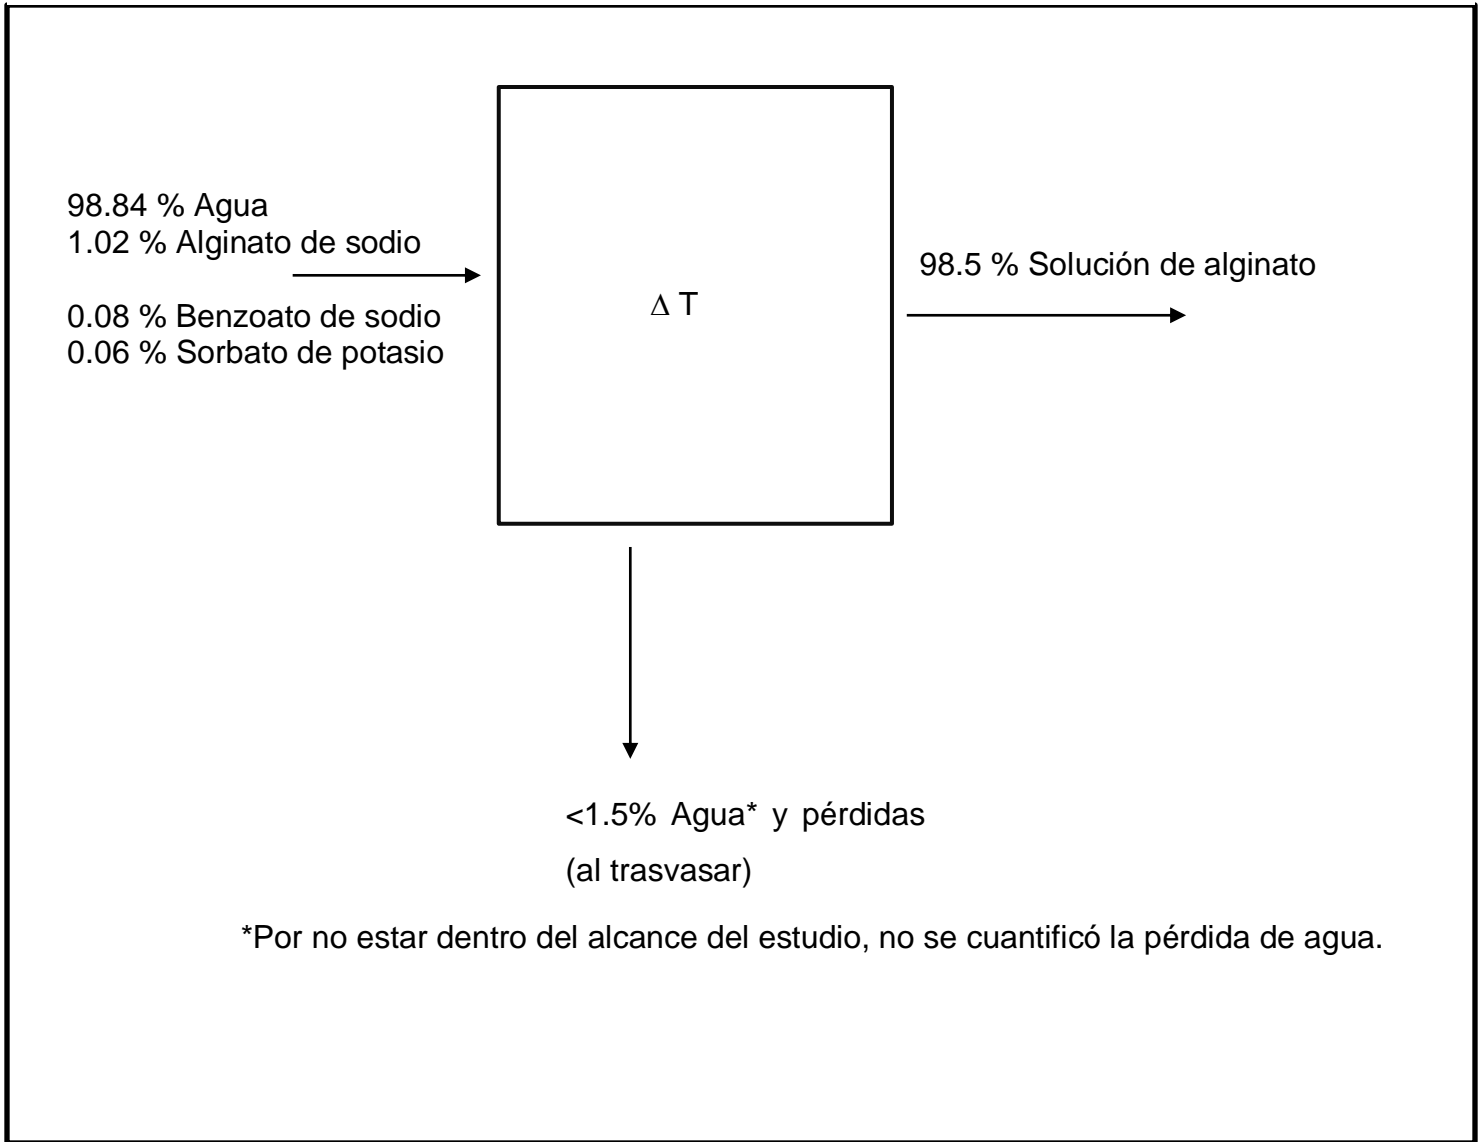 98.84 % Agua
1.02 % Alginato de sodio
0.08 % Benzoato de sodio
0.06 % Sorbato de potasio
∆ T
98.5 % Solución de alginato
<1.5% Agua* y pérdidas
(al trasvasar)
*Por no estar dentro del alcance del estudio, no se cuantificó la pérdida de agua.